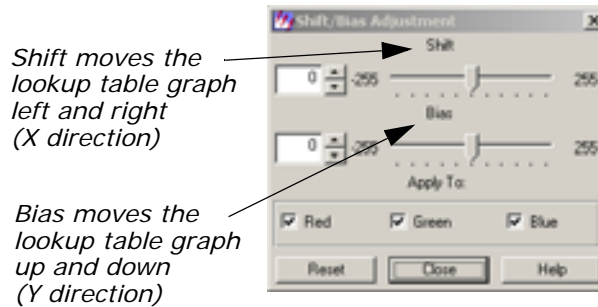 Shift/Bias Adjustment
Shift moves the
lookup table graph
left and right
(X direction)
Shift
0 -255 255
Bias
0 -255 255
Apply To:
Bias moves the
lookup table graph
up and down
(Y direction)
Red Green Blue
Reset Close Help